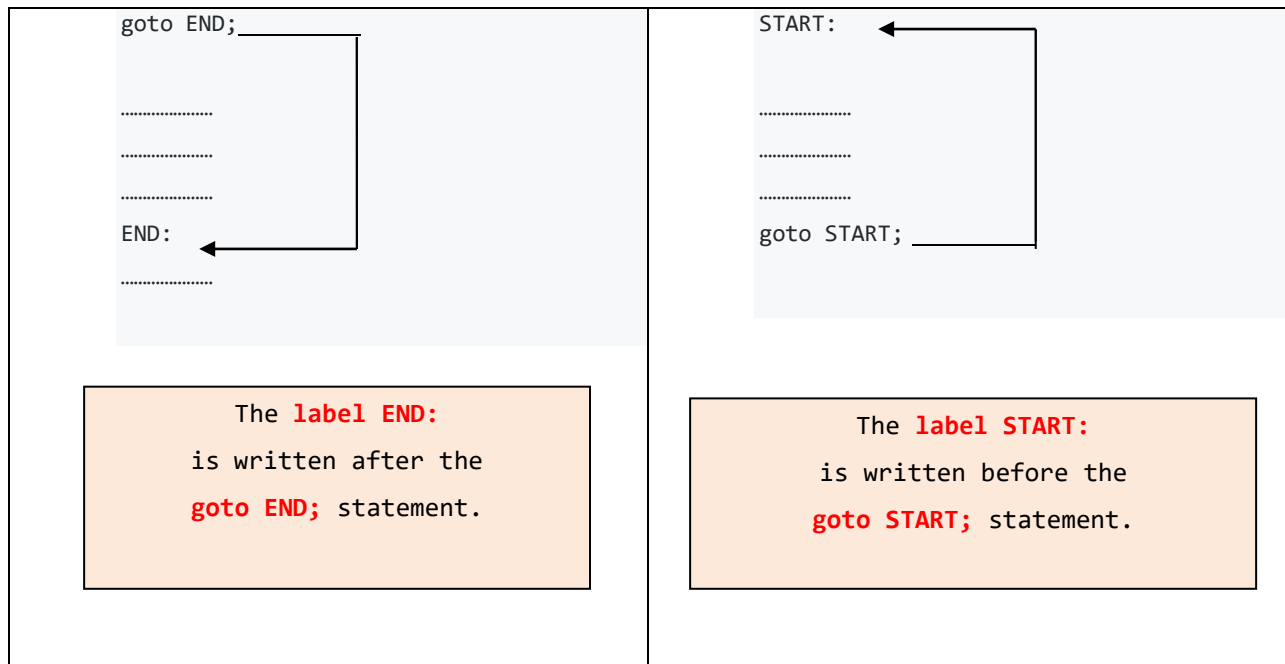 goto END;
.....................
.....................
.....................
END:
.....................
The label END:
is written after the
goto END; statement.
START:
.....................
.....................
.....................
goto START;
The label START:
is written before the
goto START; statement.